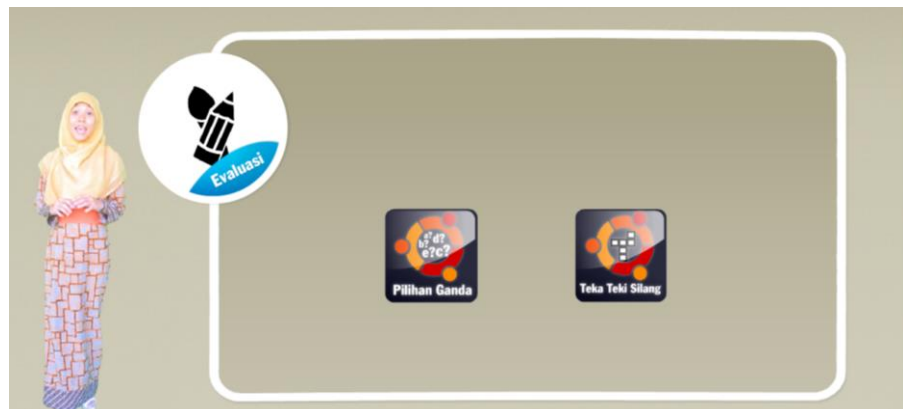 Evaluasi
a? d?
b?
e?c?
Pilihan Ganda
Teka Teki Silang